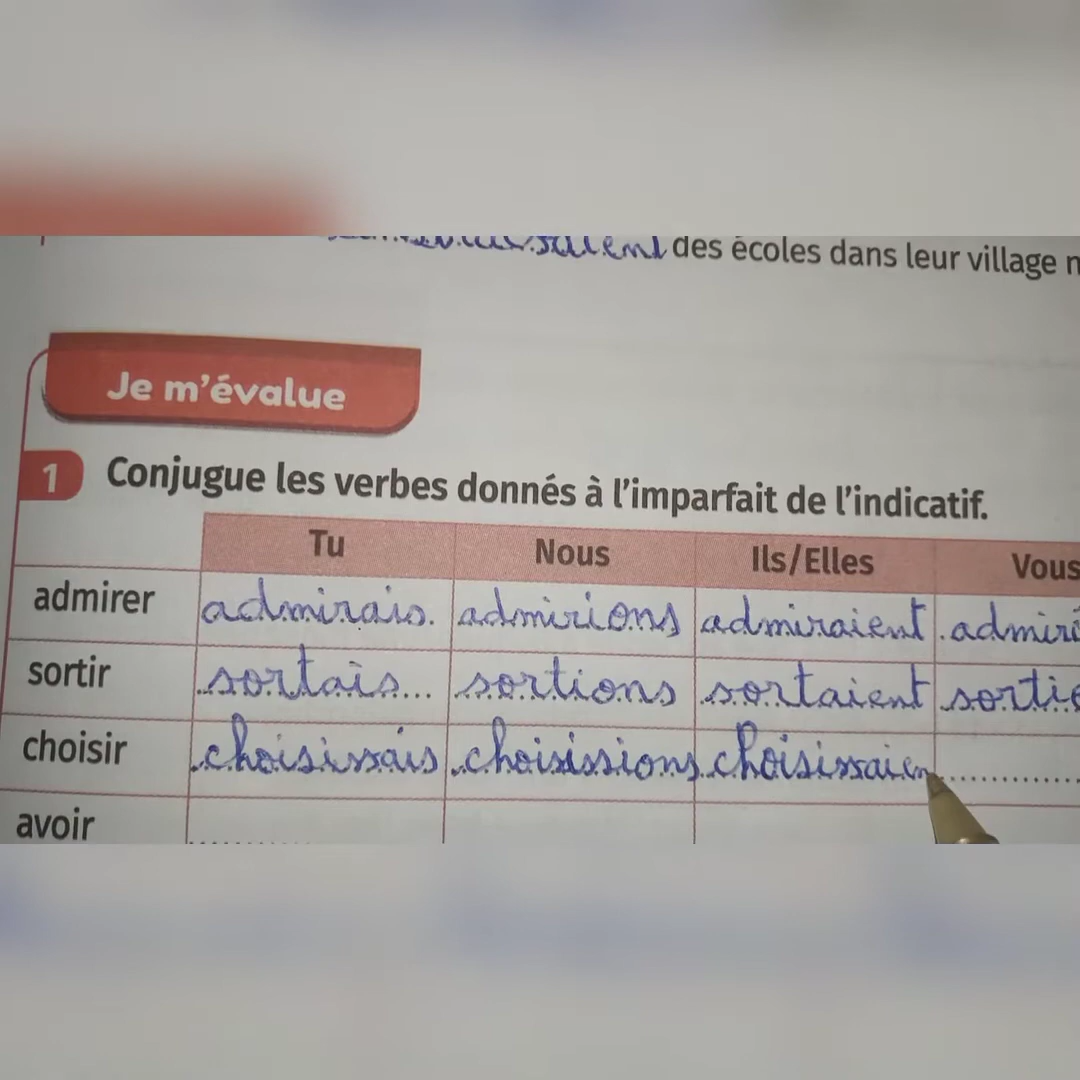 des écoles dans leur village
Je m'évalue
1 Conjugue les verbes donnés à l'imparfait de l'indicatif.
Tu Nous Ils/Elles Vous
admirer admirais. admirions admiraient
sortir sortais... sortions sortaient
choisir choisissais choisissions choisissaien
avoir